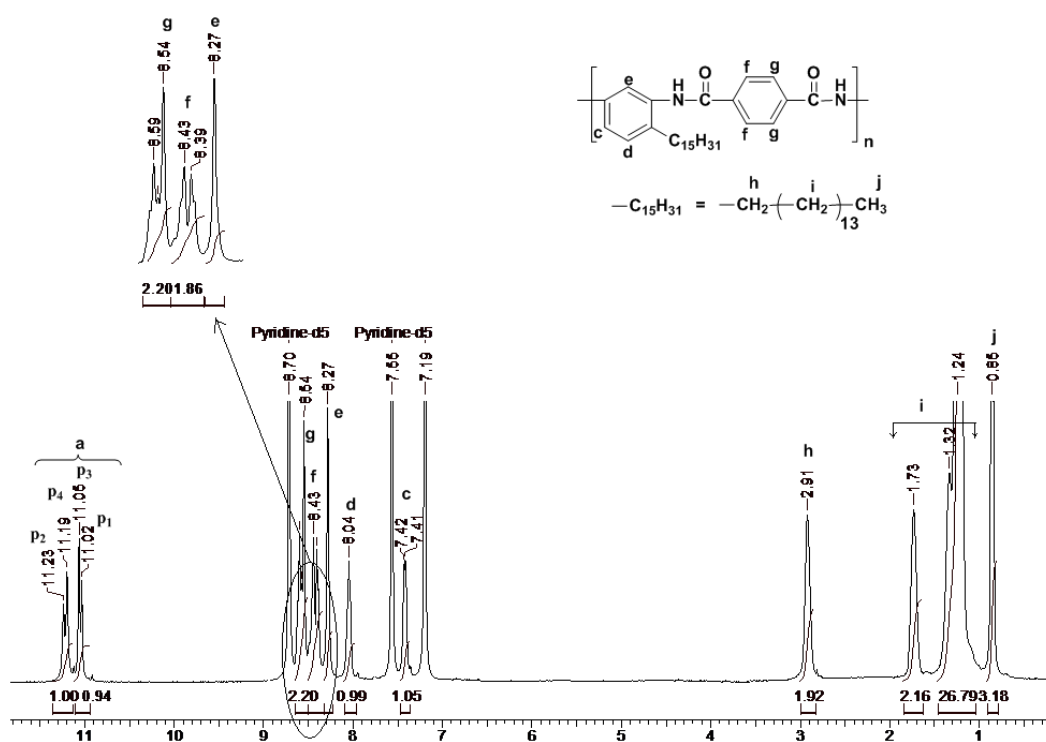 g e
8.54 8.27
f
8.59 8.43 8.39
2.20 1.86
e H N O f g O H N
c d C15H31 f g n
h i j
—C15H31 = —CH2—(CH2)13—CH3
Pyridine-d5 Pyridine-d5
8.70 8.54 8.27 7.19
e
g
f
8.43
d
8.04
c
7.42 7.41
j
1.24 0.85
i
1.32
h
2.91 1.73
a
p3
p4 11.05
p2 11.19 p1
11.23 11.02
1.00 0.94 2.20 0.99 1.05 1.92 2.16 26.79 3.18
11 10 9 8 7 6 5 4 3 2 1